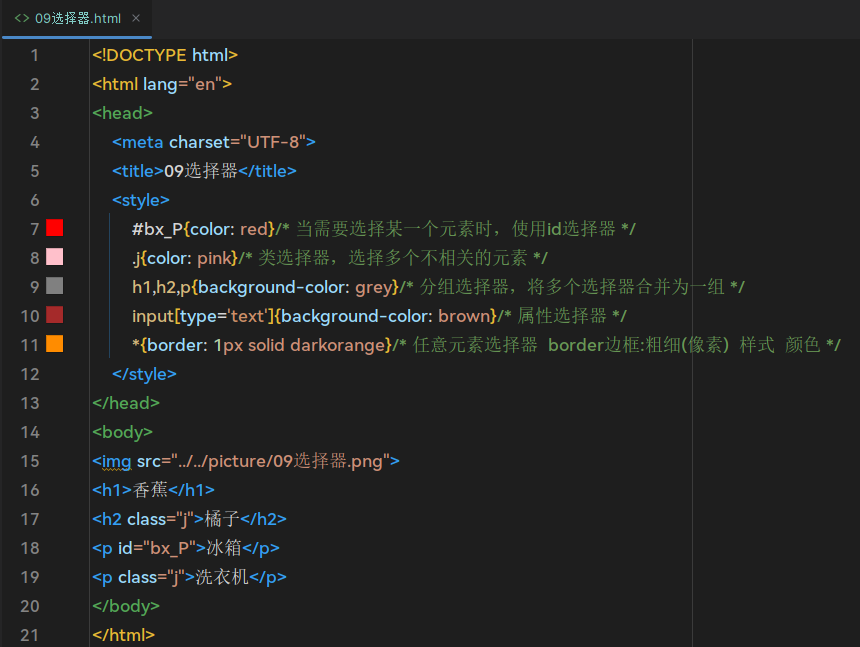 <> 09选择器.html ×
1 <!DOCTYPE html>
2 <html lang="en">
3 <head>
4 <meta charset="UTF-8">
5 <title>09选择器</title>
6 <style>
7 #bx_P{color: red}/* 当需要选择某一个元素时，使用id选择器 */
8 .j{color: pink}/* 类选择器，选择多个不相关的元素 */
9 h1,h2,p{background-color: grey}/* 分组选择器，将多个选择器合并为一组 */
10 input[type='text']{background-color: brown}/* 属性选择器 */
11 *{border: 1px solid darkorange}/* 任意元素选择器  border边框:粗细(像素)  样式  颜色 */
12 </style>
13 </head>
14 <body>
15 <img src="../../picture/09选择器.png">
16 <h1>香蕉</h1>
17 <h2 class="j">橘子</h2>
18 <p id="bx_P">冰箱</p>
19 <p class="j">洗衣机</p>
20 </body>
21 </html>